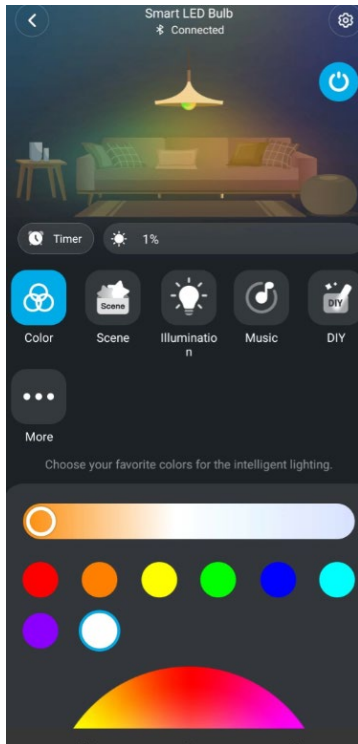 Smart LED Bulb
Connected
Timer
1%
Color
Scene
Scene
Illuminatio
n
Music
DIY
DIY
More
Choose your favorite colors for the intelligent lighting.